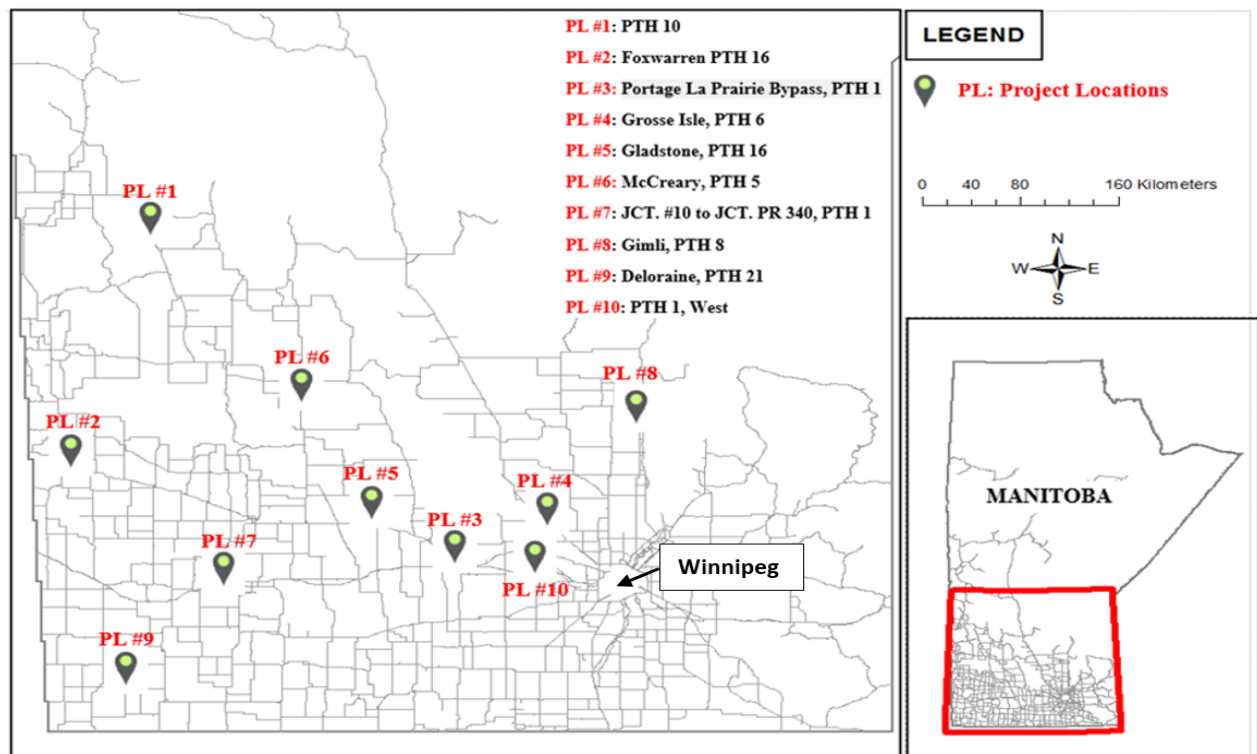 PL #1: PTH 10
PL #2: Foxwarren PTH 16
PL #3: Portage La Prairie Bypass, PTH 1
PL #4: Grosse Isle, PTH 6
PL #5: Gladstone, PTH 16
PL #6: McCreary, PTH 5
PL #7: JCT. #10 to JCT. PR 340, PTH 1
PL #8: Gimli, PTH 8
PL #9: Deloraine, PTH 21
PL #10: PTH 1, West
PL #1
PL #6
PL #8
PL #2
PL #5
PL #4
PL #3
PL #7
PL #10
Winnipeg
PL #9
LEGEND
PL: Project Locations
0 40 80 160 Kilometers
N
W E
S
MANITOBA